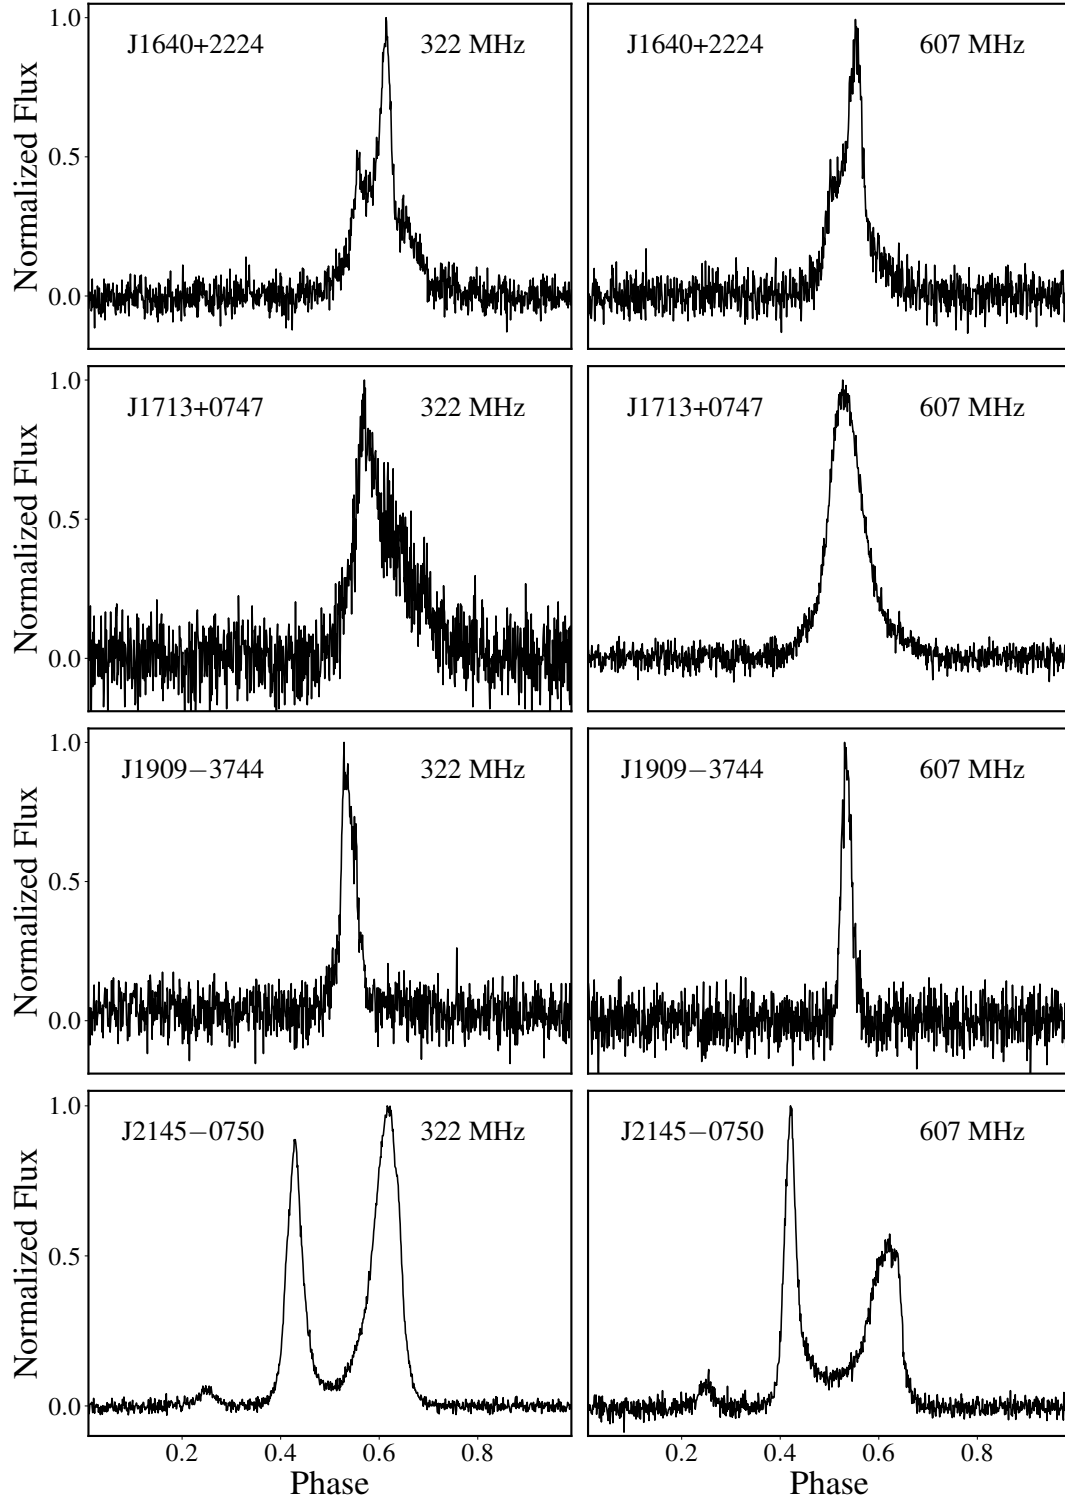 1.0
J1640+2224 322 MHz
J1640+2224 607 MHz
0.5
0.0
Normalized Flux
1.0
J1713+0747 322 MHz
J1713+0747 607 MHz
0.5
0.0
Normalized Flux
1.0
J1909−3744 322 MHz
J1909−3744 607 MHz
0.5
0.0
Normalized Flux
1.0
J2145−0750 322 MHz
J2145−0750 607 MHz
0.5
0.0
Normalized Flux
0.2 0.4 0.6 0.8
0.2 0.4 0.6 0.8
Phase
Phase